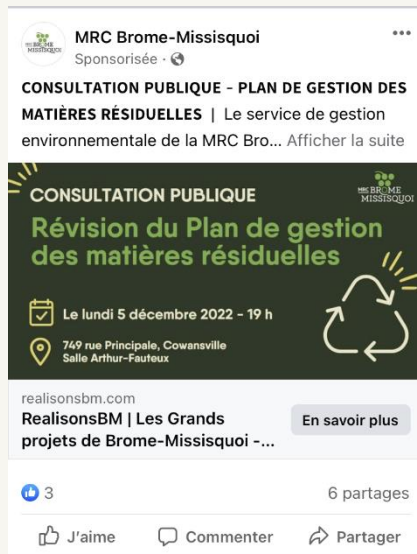 MRC Brome-Missisquoi
Sponsorisée ·
CONSULTATION PUBLIQUE - PLAN DE GESTION DES
MATIÈRES RÉSIDUELLES | Le service de gestion
environnementale de la MRC Bro... Afficher la suite
CONSULTATION PUBLIQUE
MRC BROME
MISSISQUOI
Révision du Plan de gestion
des matières résiduelles
Le lundi 5 décembre 2022 - 19 h
749 rue Principale, Cowansville
Salle Arthur-Fauteux
realisonsbm.com
RealisonsBM | Les Grands
projets de Brome-Missisquoi -...
En savoir plus
3
6 partages
J'aime
Commenter
Partager